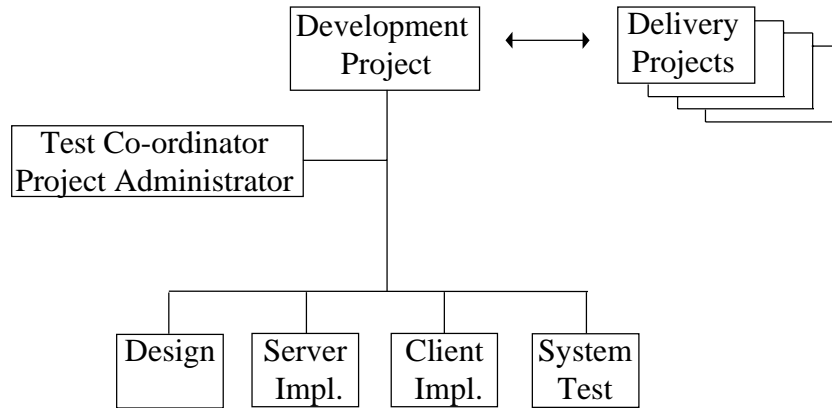 Development
Project
Delivery
Projects
Test Co-ordinator
Project Administrator
Design
Server
Impl.
Client
Impl.
System
Test